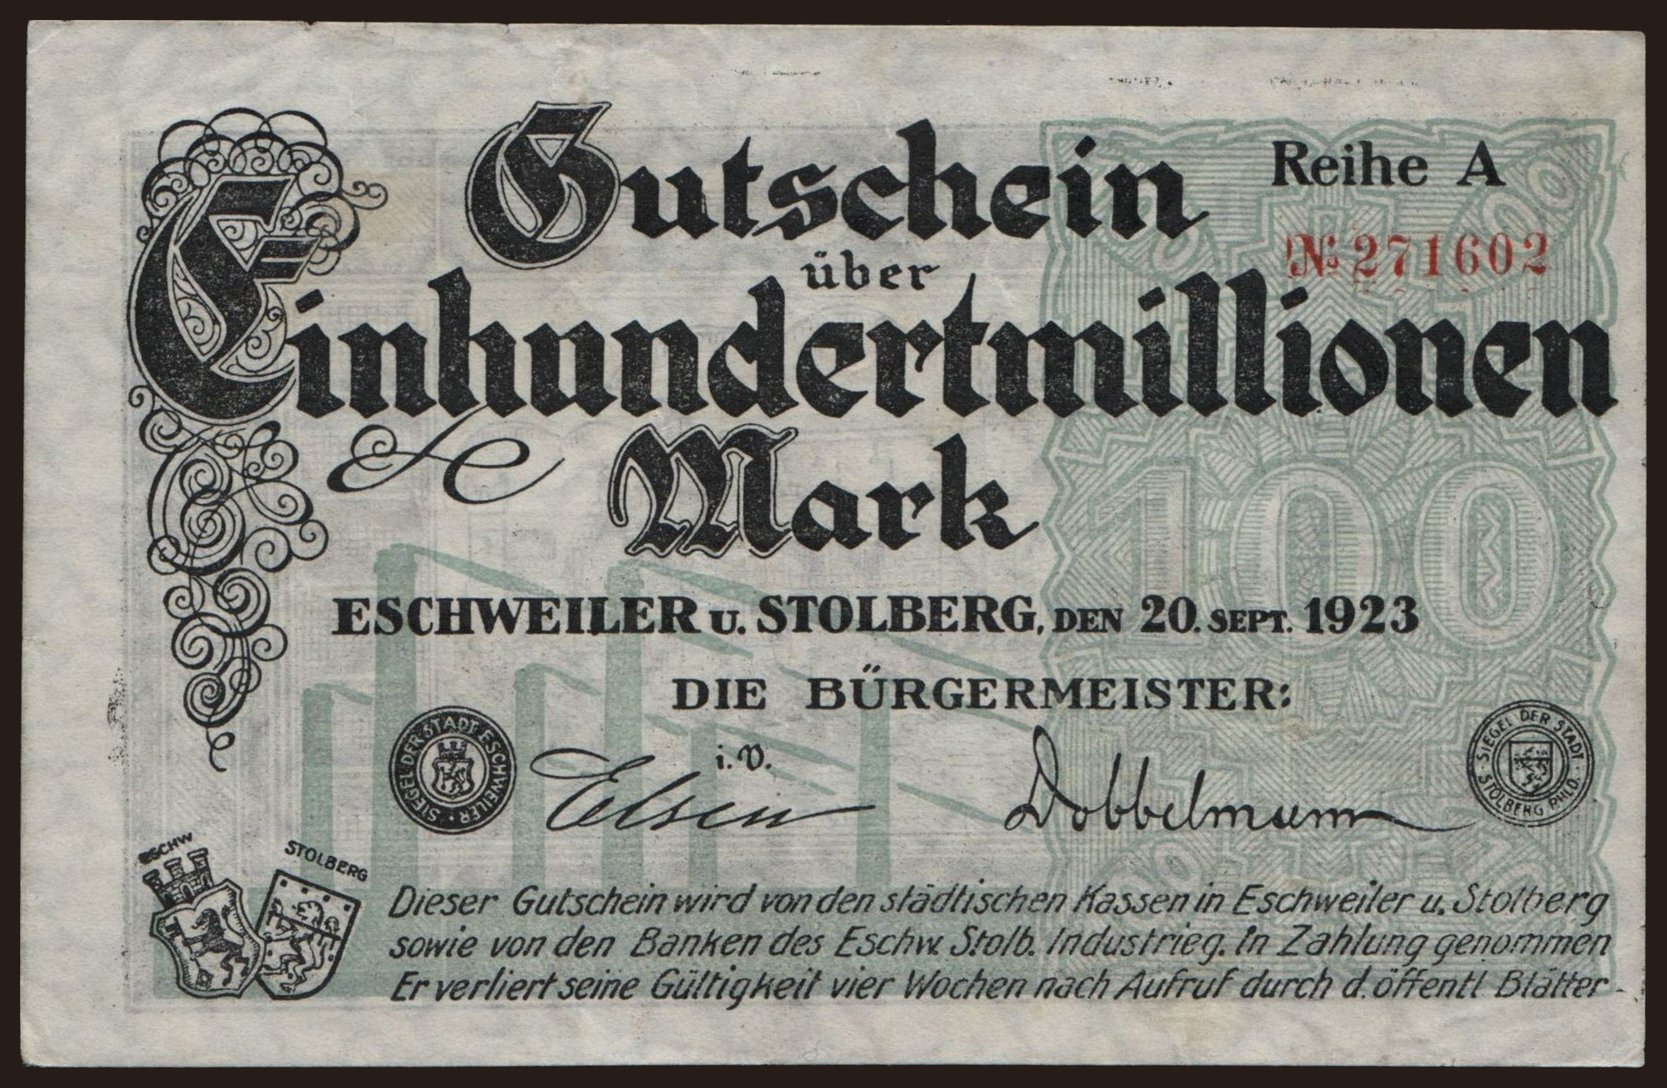 Gutschein
Reihe A
№ 271602
über
Einhundertmillionen
Mark
100
ESCHWEILER u. STOLBERG, DEN 20. SEPT. 1923
DIE BÜRGERMEISTER:
i. V.
Elsen
Dobbelmann
SIEGEL DER STADT ESCHWEILER
SIEGEL DER STADT STOLBERG RHLD.
ESCHW
STOLBERG
Dieser Gutschein wird von den städtischen Kassen in Eschweiler u. Stolberg
sowie von den Banken des Eschw. Stolb. Industrieg. in Zahlung genommen
Er verliert seine Gültigkeit vier Wochen nach Aufruf durch d. öffentl Blätter